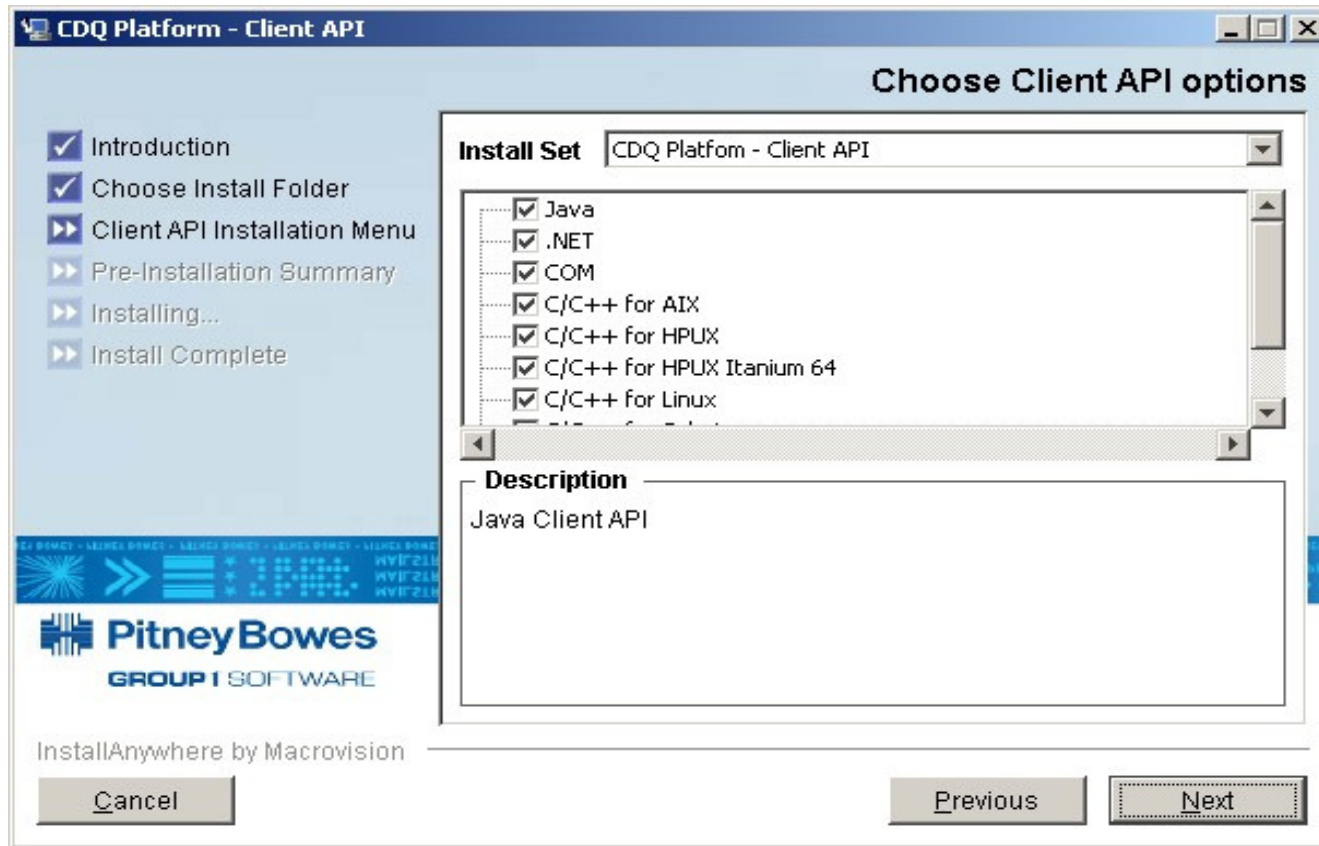 CDQ Platform - Client API
Choose Client API options
Introduction
Choose Install Folder
Client API Installation Menu
Pre-Installation Summary
Installing...
Install Complete
Install Set CDQ Platfom - Client API
Java
.NET
COM
C/C++ for AIX
C/C++ for HPUX
C/C++ for HPUX Itanium 64
C/C++ for Linux
Description
Java Client API
PitneyBowes
GROUP 1 SOFTWARE
InstallAnywhere by Macrovision
Cancel
Previous
Next